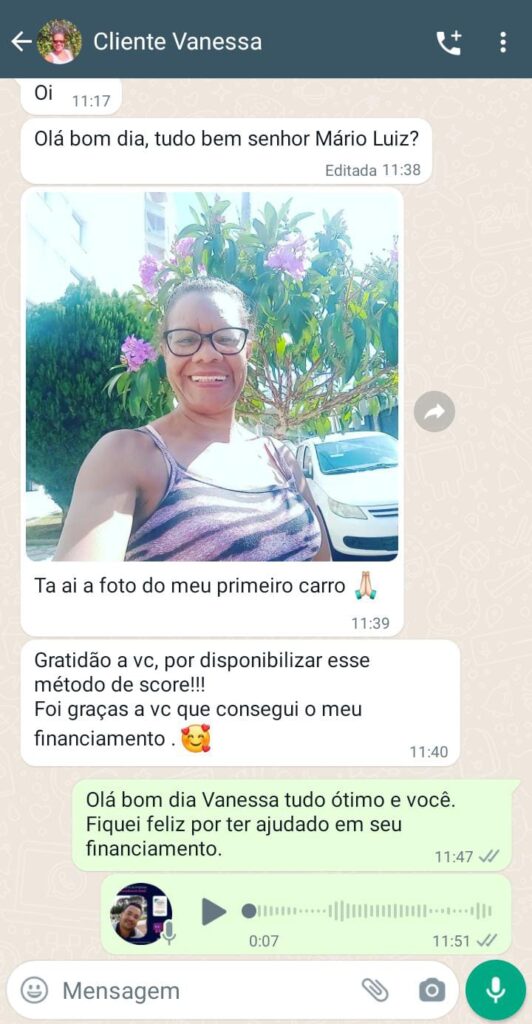 Cliente Vanessa
Oi 11:17
Olá bom dia, tudo bem senhor Mário Luiz?
Editada 11:38
Ta ai a foto do meu primeiro carro 🙏🏻
11:39
Gratidão a vc, por disponibilizar esse
método de score!!!
Foi graças a vc que consegui o meu
financiamento . 🥰
11:40
Olá bom dia Vanessa tudo ótimo e você.
Fiquei feliz por ter ajudado em seu
financiamento.
11:47
0:07 11:51
Mensagem